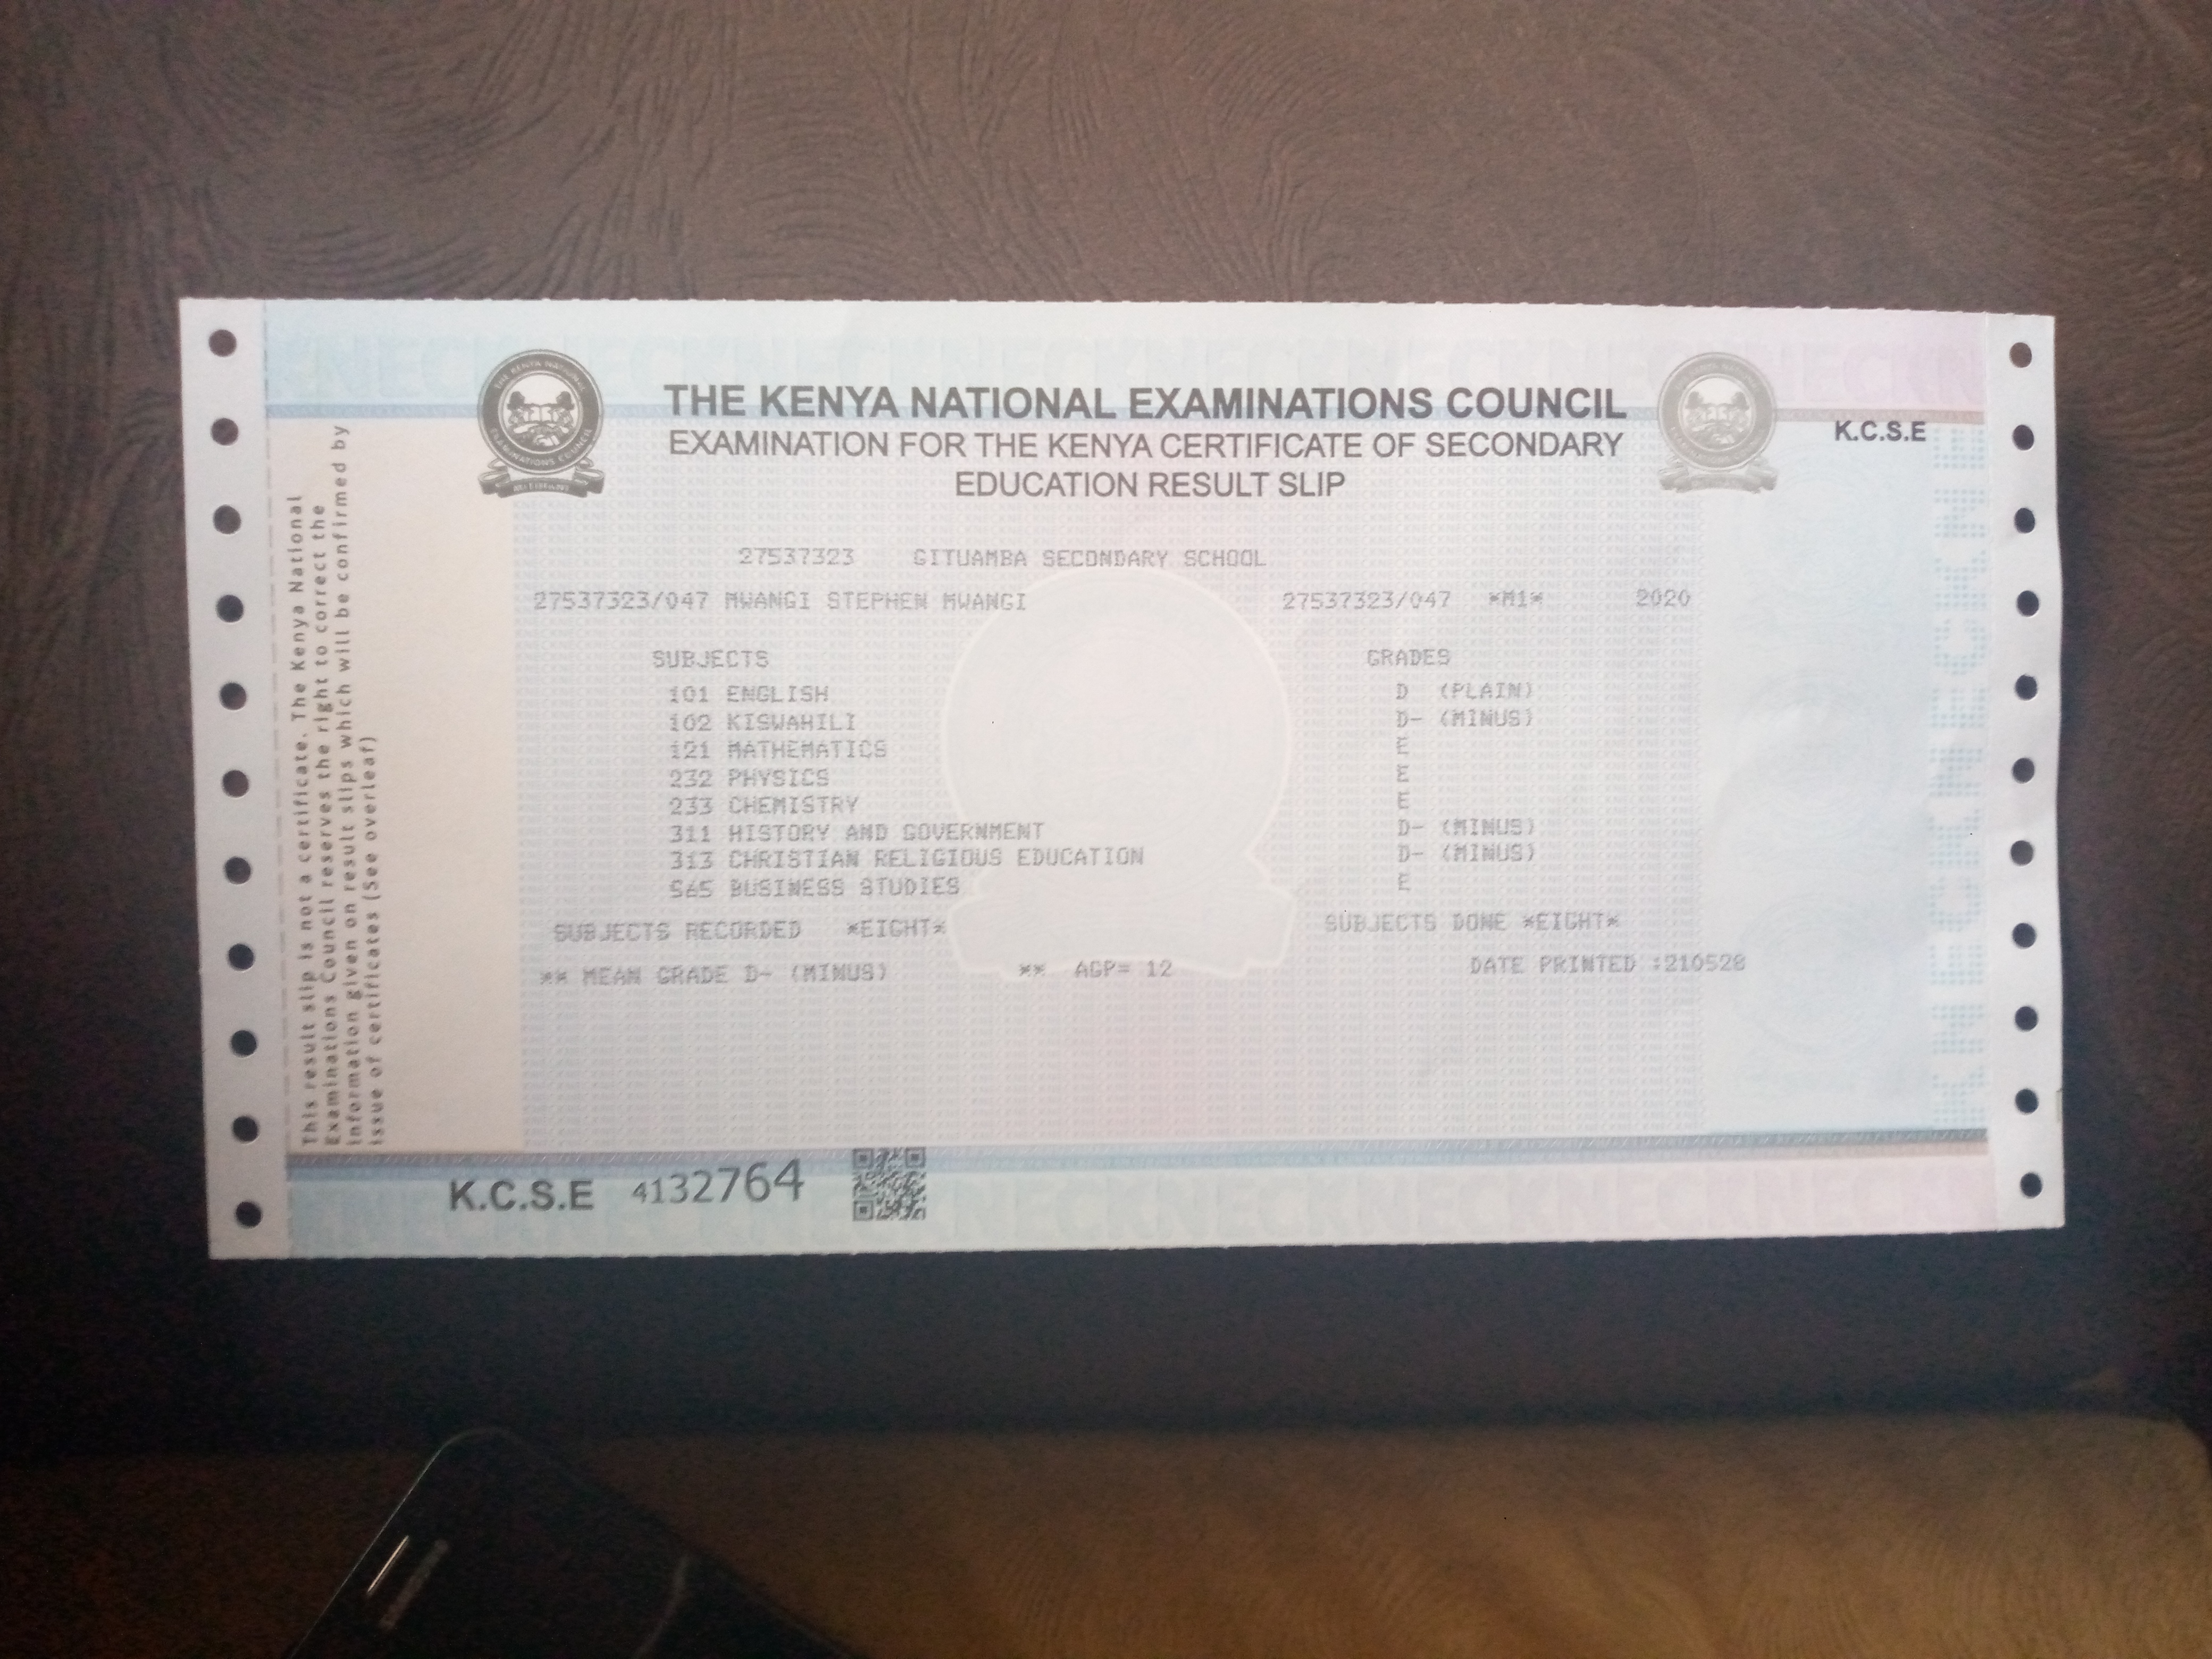 THE KENYA NATIONAL EXAMINATIONS COUNCIL
EXAMINATION FOR THE KENYA CERTIFICATE OF SECONDARY
EDUCATION RESULT SLIP
K.C.S.E
27537323 GITUAMBA SECONDARY SCHOOL
27537323/047 MWANGI STEPHEN MWANGI 27537323/047 *M1* 2020
SUBJECTS GRADES
101 ENGLISH D (PLAIN)
102 KISWAHILI D- (MINUS)
121 MATHEMATICS E
232 PHYSICS E
233 CHEMISTRY E
311 HISTORY AND GOVERNMENT D- (MINUS)
313 CHRISTIAN RELIGIOUS EDUCATION D- (MINUS)
565 BUSINESS STUDIES E
SUBJECTS RECORDED *EIGHT* SUBJECTS DONE *EIGHT*
** MEAN GRADE D- (MINUS) ** AGP= 12 DATE PRINTED :210528
K.C.S.E 4132764
This result slip is not a certificate. The Kenya National
Examinations Council reserves the right to correct the
information given on result slips which will be confirmed by
issue of certificates (See overleaf)